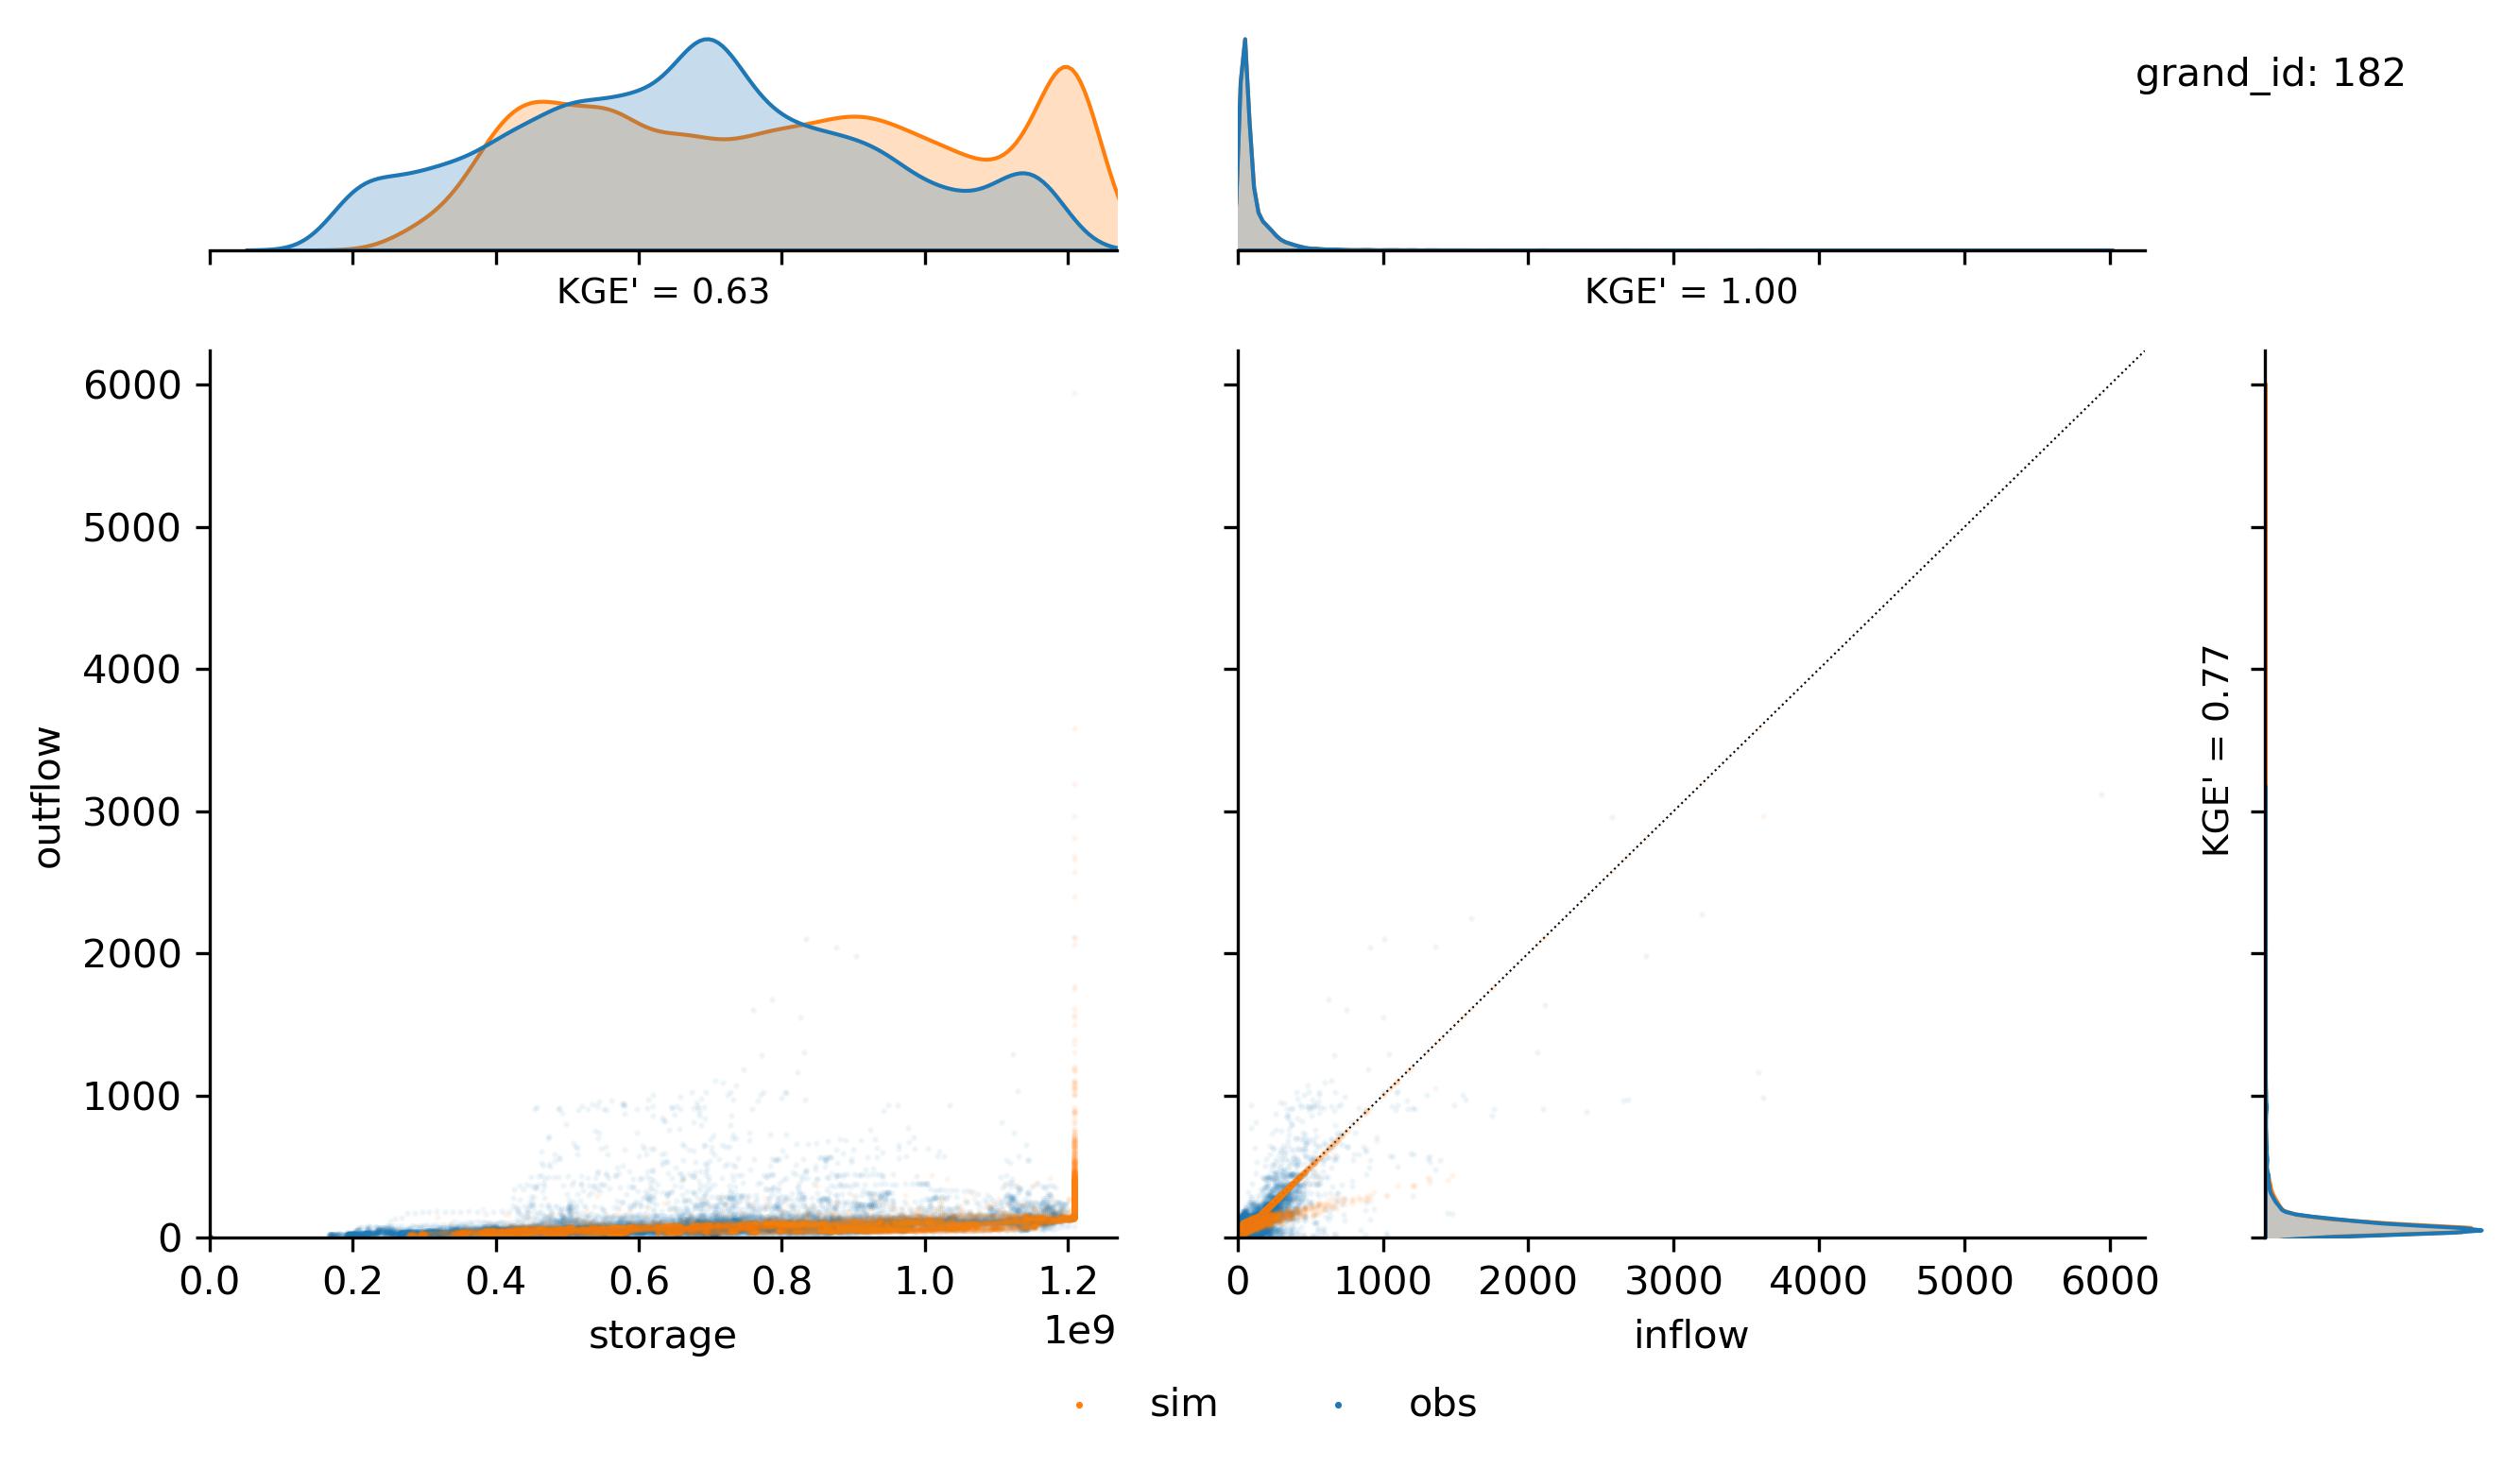 grand_id: 182
KGE' = 0.63
KGE' = 1.00
6000
5000
4000
3000
2000
1000
0
outflow
KGE' = 0.77
0.0 0.2 0.4 0.6 0.8 1.0 1.2
1e9
storage
0 1000 2000 3000 4000 5000 6000
inflow
sim obs